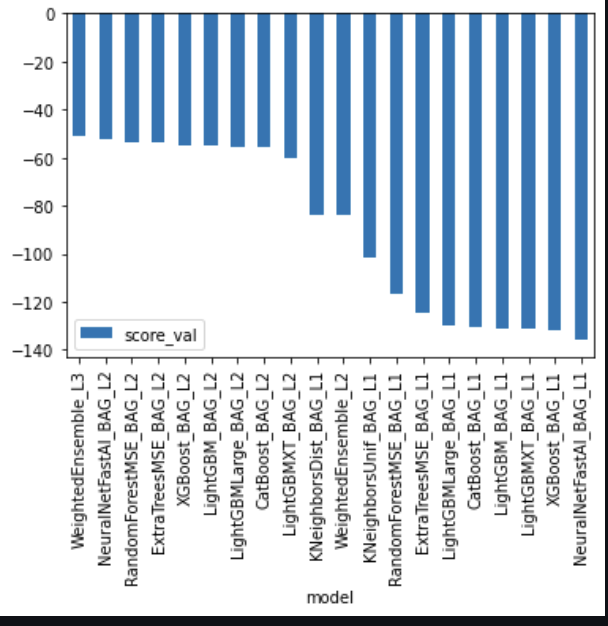 0
−20
−40
−60
−80
−100
−120
−140
score_val
WeightedEnsemble_L3
NeuralNetFastAI_BAG_L2
RandomForestMSE_BAG_L2
ExtraTreesMSE_BAG_L2
XGBoost_BAG_L2
LightGBM_BAG_L2
LightGBMLarge_BAG_L2
CatBoost_BAG_L2
LightGBMXT_BAG_L2
KNeighborsDist_BAG_L1
WeightedEnsemble_L2
KNeighborsUnif_BAG_L1
RandomForestMSE_BAG_L1
ExtraTreesMSE_BAG_L1
LightGBMLarge_BAG_L1
CatBoost_BAG_L1
LightGBM_BAG_L1
LightGBMXT_BAG_L1
XGBoost_BAG_L1
NeuralNetFastAI_BAG_L1
model